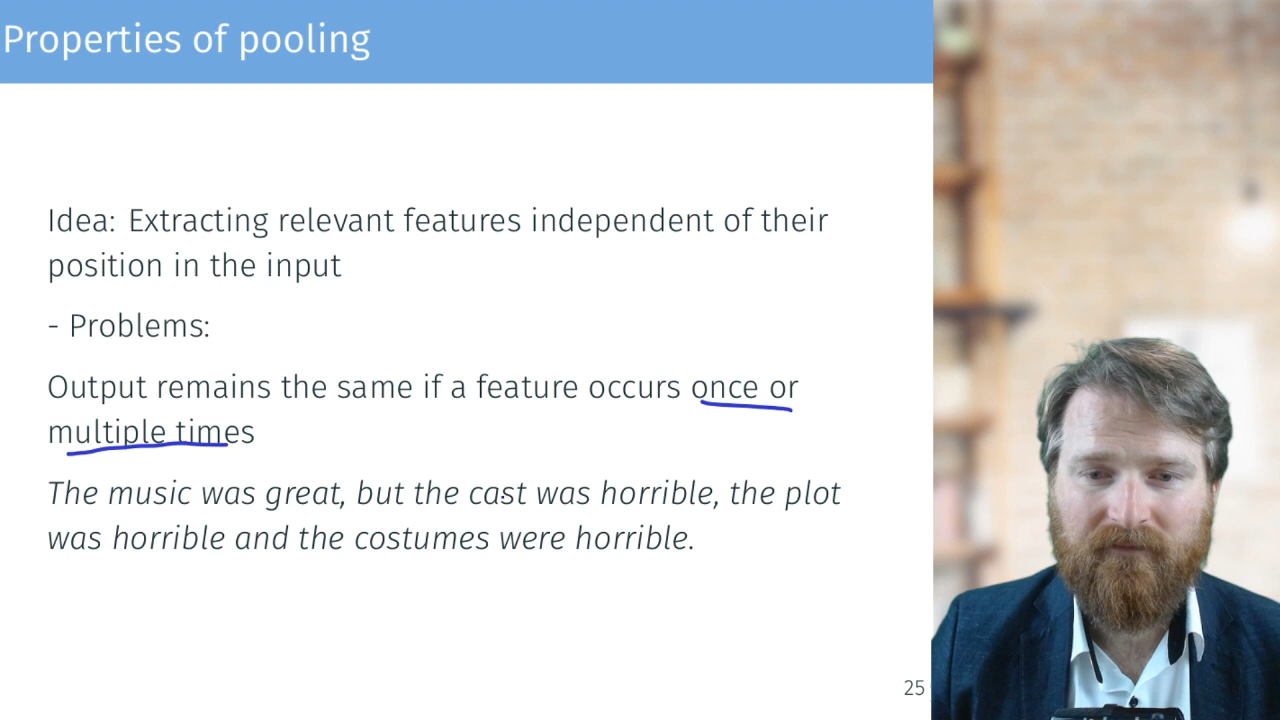 Properties of pooling
Idea: Extracting relevant features independent of their
position in the input
- Problems:
Output remains the same if a feature occurs once or
multiple times
The music was great, but the cast was horrible, the plot
was horrible and the costumes were horrible.
25